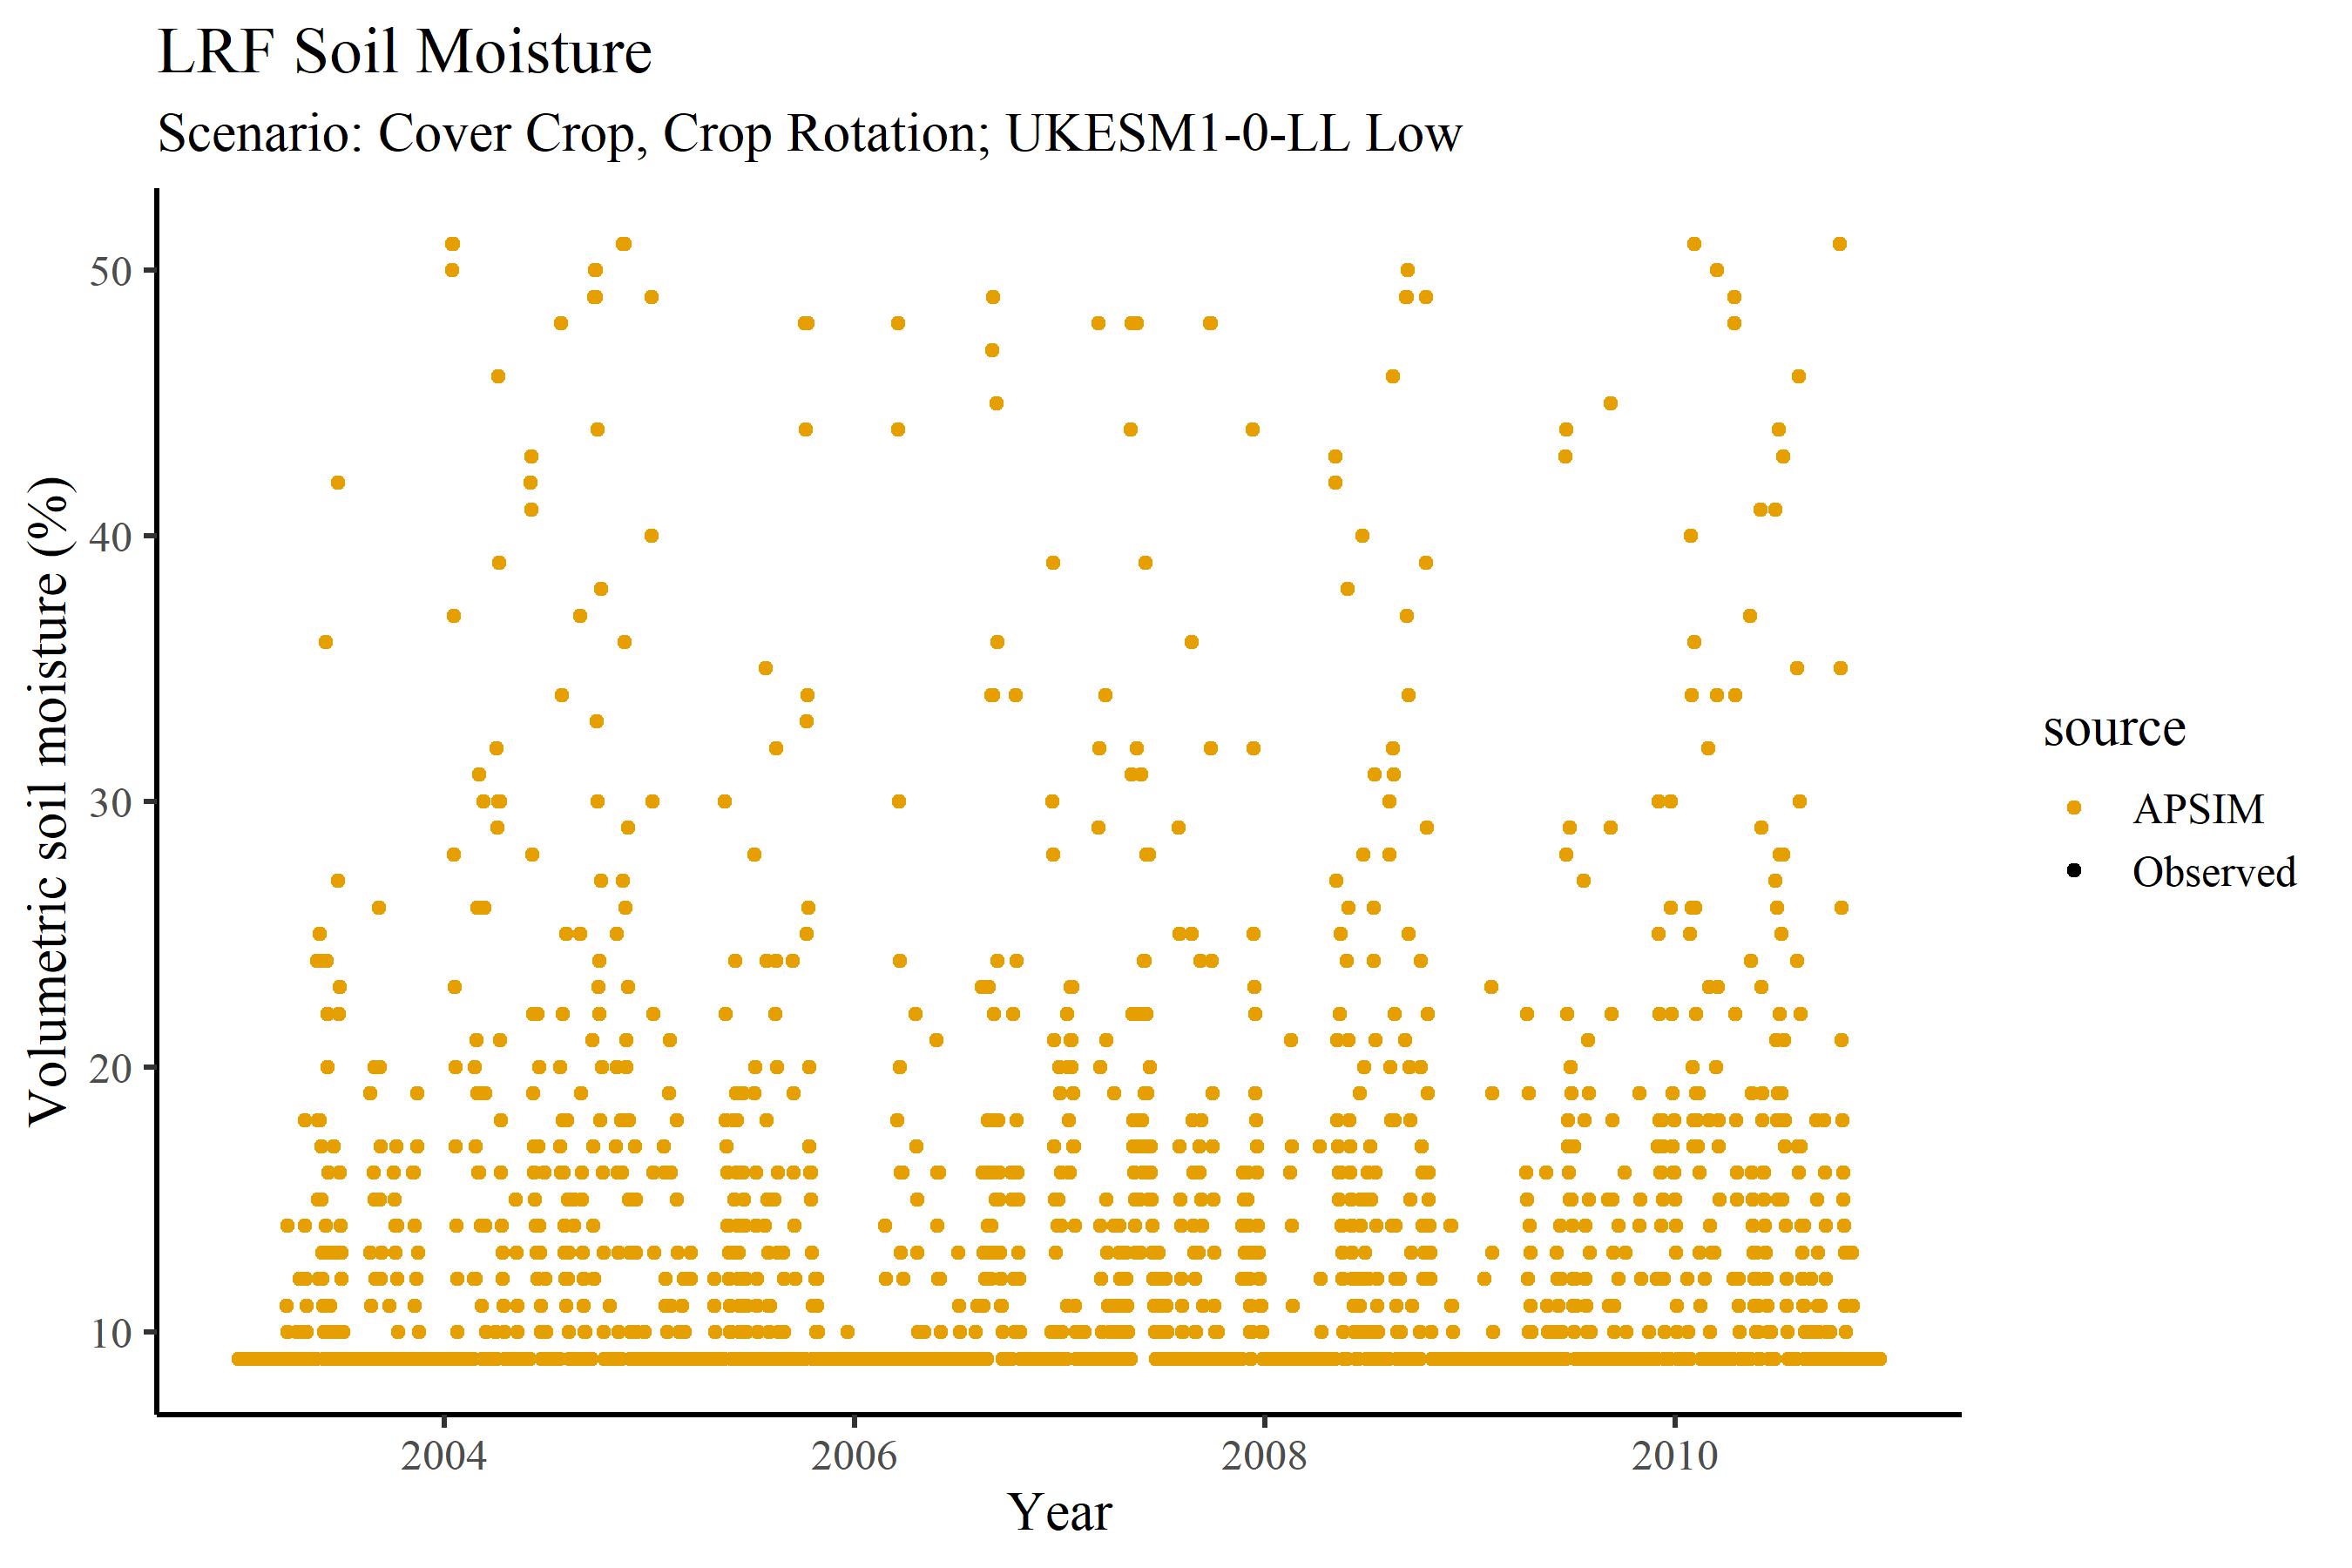 LRF Soil Moisture
Scenario: Cover Crop, Crop Rotation; UKESM1-0-LL Low
Volumetric soil moisture (%)
50
40
30
20
10
2004 2006 2008 2010
Year
source
APSIM
Observed